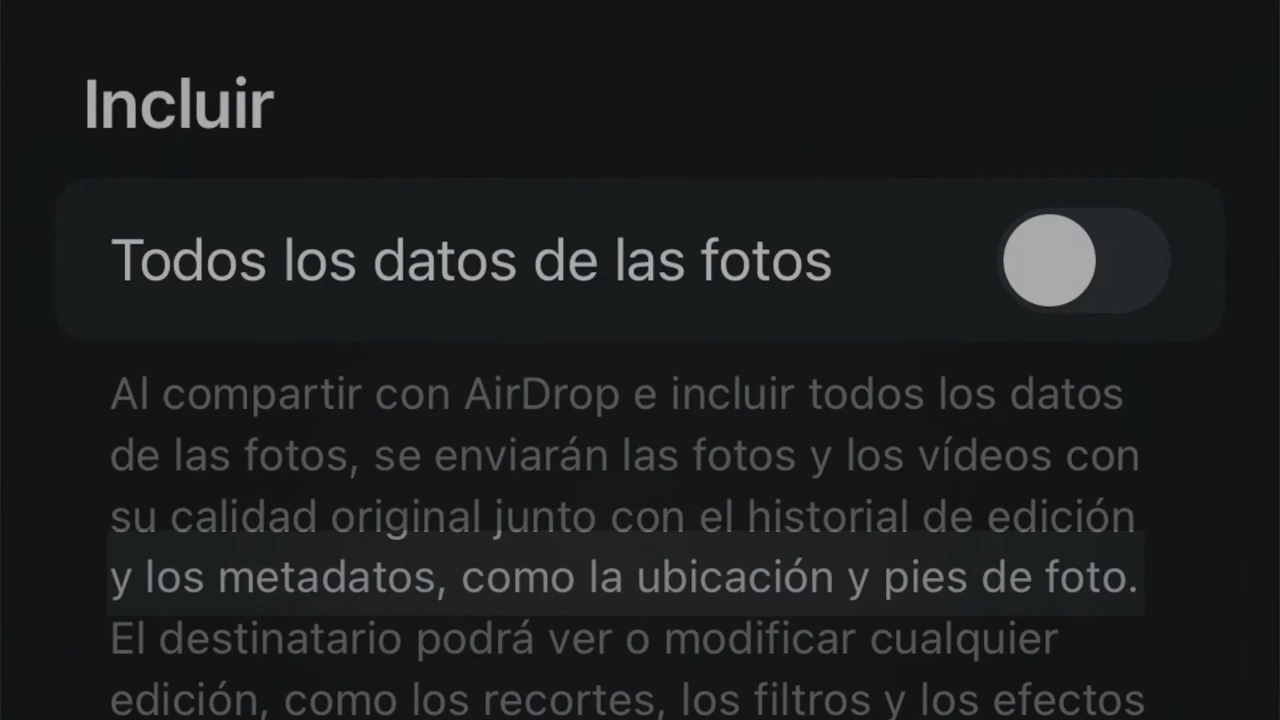 Incluir
Todos los datos de las fotos
Al compartir con AirDrop e incluir todos los datos
de las fotos, se enviarán las fotos y los vídeos con
su calidad original junto con el historial de edición
y los metadatos, como la ubicación y pies de foto.
El destinatario podrá ver o modificar cualquier
edición, como los recortes, los filtros y los efectos